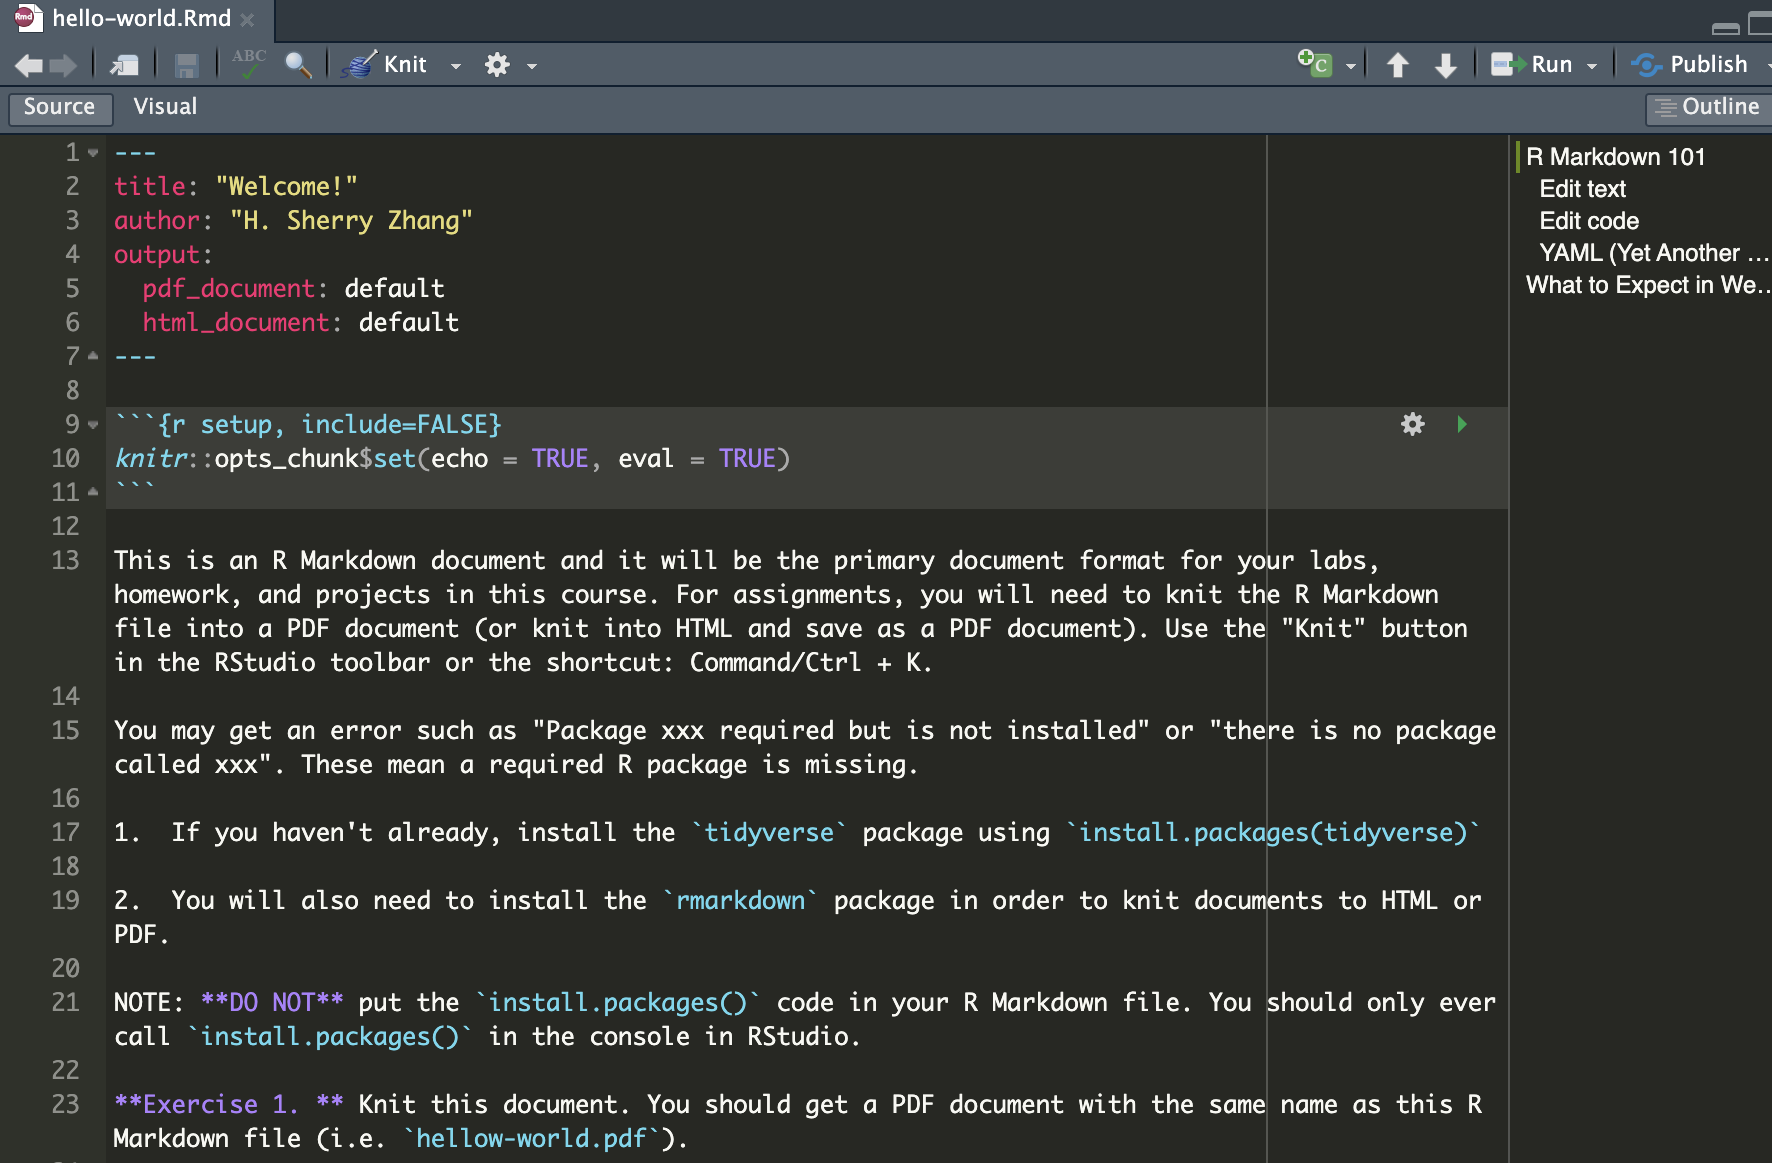 Rmd hello-world.Rmd
ABC Knit C Run Publish
Source Visual Outline
1 ---
2 title: "Welcome!"
3 author: "H. Sherry Zhang"
4 output:
5 pdf_document: default
6 html_document: default
7 ---
8
9 ```{r setup, include=FALSE}
10 knitr::opts_chunk$set(echo = TRUE, eval = TRUE)
11 ```
12
13 This is an R Markdown document and it will be the primary document format for your labs,
homework, and projects in this course. For assignments, you will need to knit the R Markdown
file into a PDF document (or knit into HTML and save as a PDF document). Use the "Knit" button
in the RStudio toolbar or the shortcut: Command/Ctrl + K.
14
15 You may get an error such as "Package xxx required but is not installed" or "there is no package
called xxx". These mean a required R package is missing.
16
17 1. If you haven't already, install the `tidyverse` package using `install.packages(tidyverse)`
18
19 2. You will also need to install the `rmarkdown` package in order to knit documents to HTML or
PDF.
20
21 NOTE: **DO NOT** put the `install.packages()` code in your R Markdown file. You should only ever
call `install.packages()` in the console in RStudio.
22
23 **Exercise 1. ** Knit this document. You should get a PDF document with the same name as this R
Markdown file (i.e. `hellow-world.pdf`).
R Markdown 101
Edit text
Edit code
YAML (Yet Another ...
What to Expect in We...